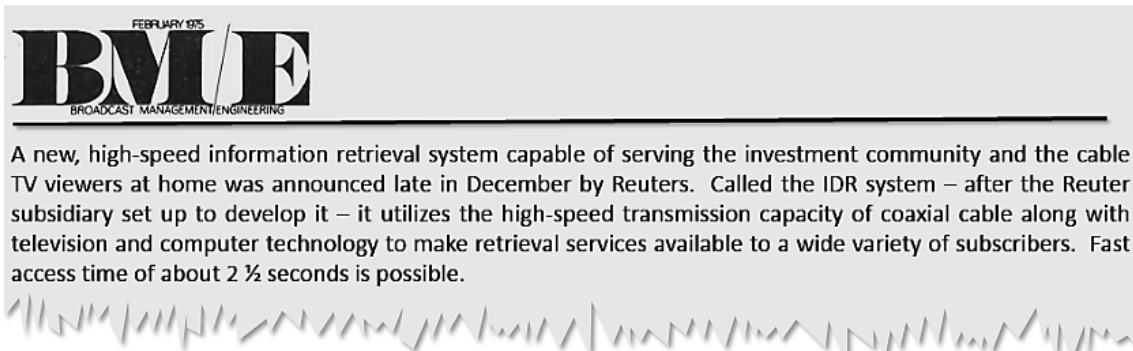 FEBRUARY 1975
BM/E
BROADCAST MANAGEMENT/ENGINEERING
A new, high-speed information retrieval system capable of serving the investment community and the cable
TV viewers at home was announced late in December by Reuters. Called the IDR system – after the Reuter
subsidiary set up to develop it – it utilizes the high-speed transmission capacity of coaxial cable along with
television and computer technology to make retrieval services available to a wide variety of subscribers. Fast
access time of about 2 ½ seconds is possible.